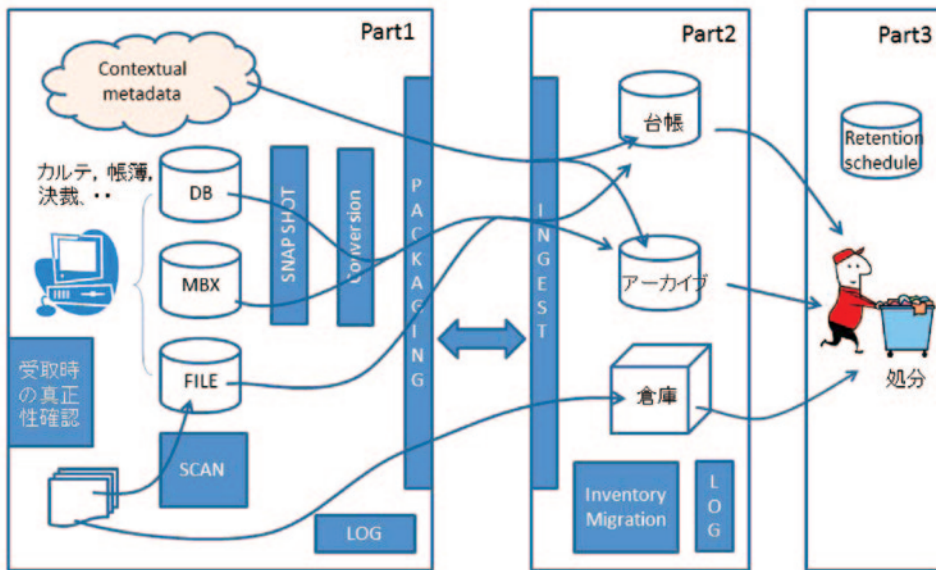 Part1
Contextual
metadata
カルテ，帳簿，
決裁、・・
DB
MBX
FILE
SNAPSHOT
Conversion
PACKAGING
受取時
の真正
性確認
SCAN
LOG
Part2
INGEST
台帳
アーカイブ
倉庫
Inventory
Migration
LOG
Part3
Retention
schedule
処分